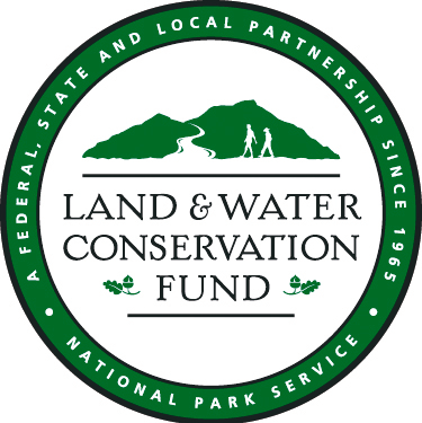 A FEDERAL, STATE AND LOCAL PARTNERSHIP SINCE 1965
LAND & WATER
CONSERVATION
FUND
• NATIONAL PARK SERVICE •